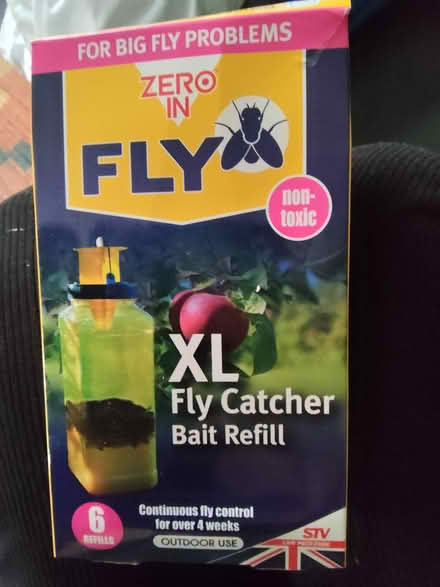 FOR BIG FLY PROBLEMS
ZERO
IN
FLY
non-
toxic
XL
Fly Catcher
Bait Refill
6
REFILLS
Continuous fly control
for over 4 weeks
OUTDOOR USE
STV